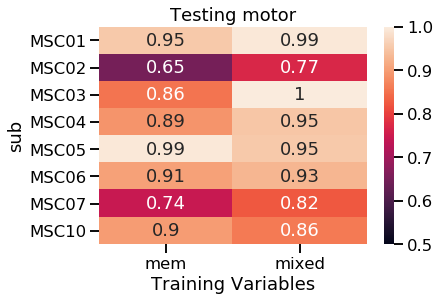 Testing motor
MSC01 0.95 0.99
MSC02 0.65 0.77
MSC03 0.86 1
MSC04 0.89 0.95
MSC05 0.99 0.95
MSC06 0.91 0.93
MSC07 0.74 0.82
MSC10 0.9 0.86
sub
mem mixed
Training Variables
1.0
0.9
0.8
0.7
0.6
0.5